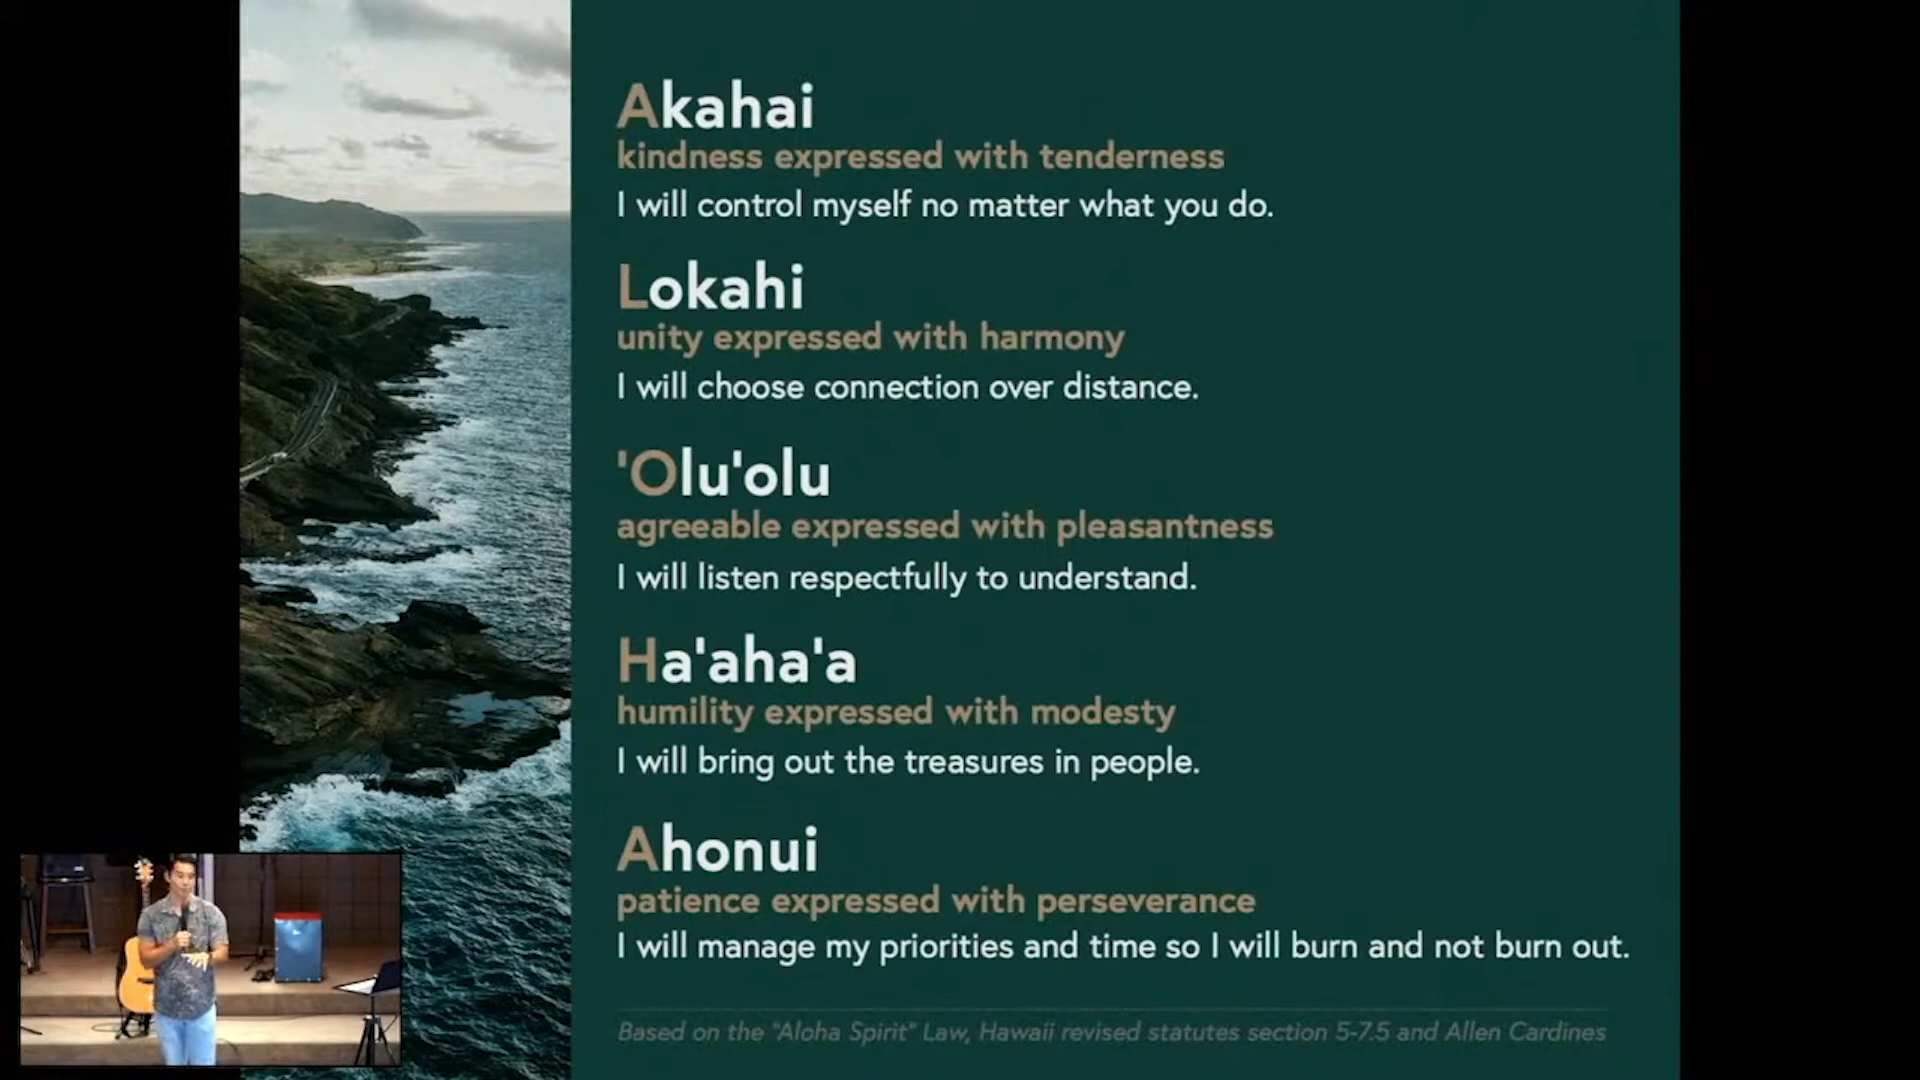 Akahai
kindness expressed with tenderness
I will control myself no matter what you do.
Lokahi
unity expressed with harmony
I will choose connection over distance.
'Olu'olu
agreeable expressed with pleasantness
I will listen respectfully to understand.
Ha'aha'a
humility expressed with modesty
I will bring out the treasures in people.
Ahonui
patience expressed with perseverance
I will manage my priorities and time so I will burn and not burn out.
Based on the "Aloha Spirit" Law, Hawaii revised statutes section 5-7.5 and Allen Cardines